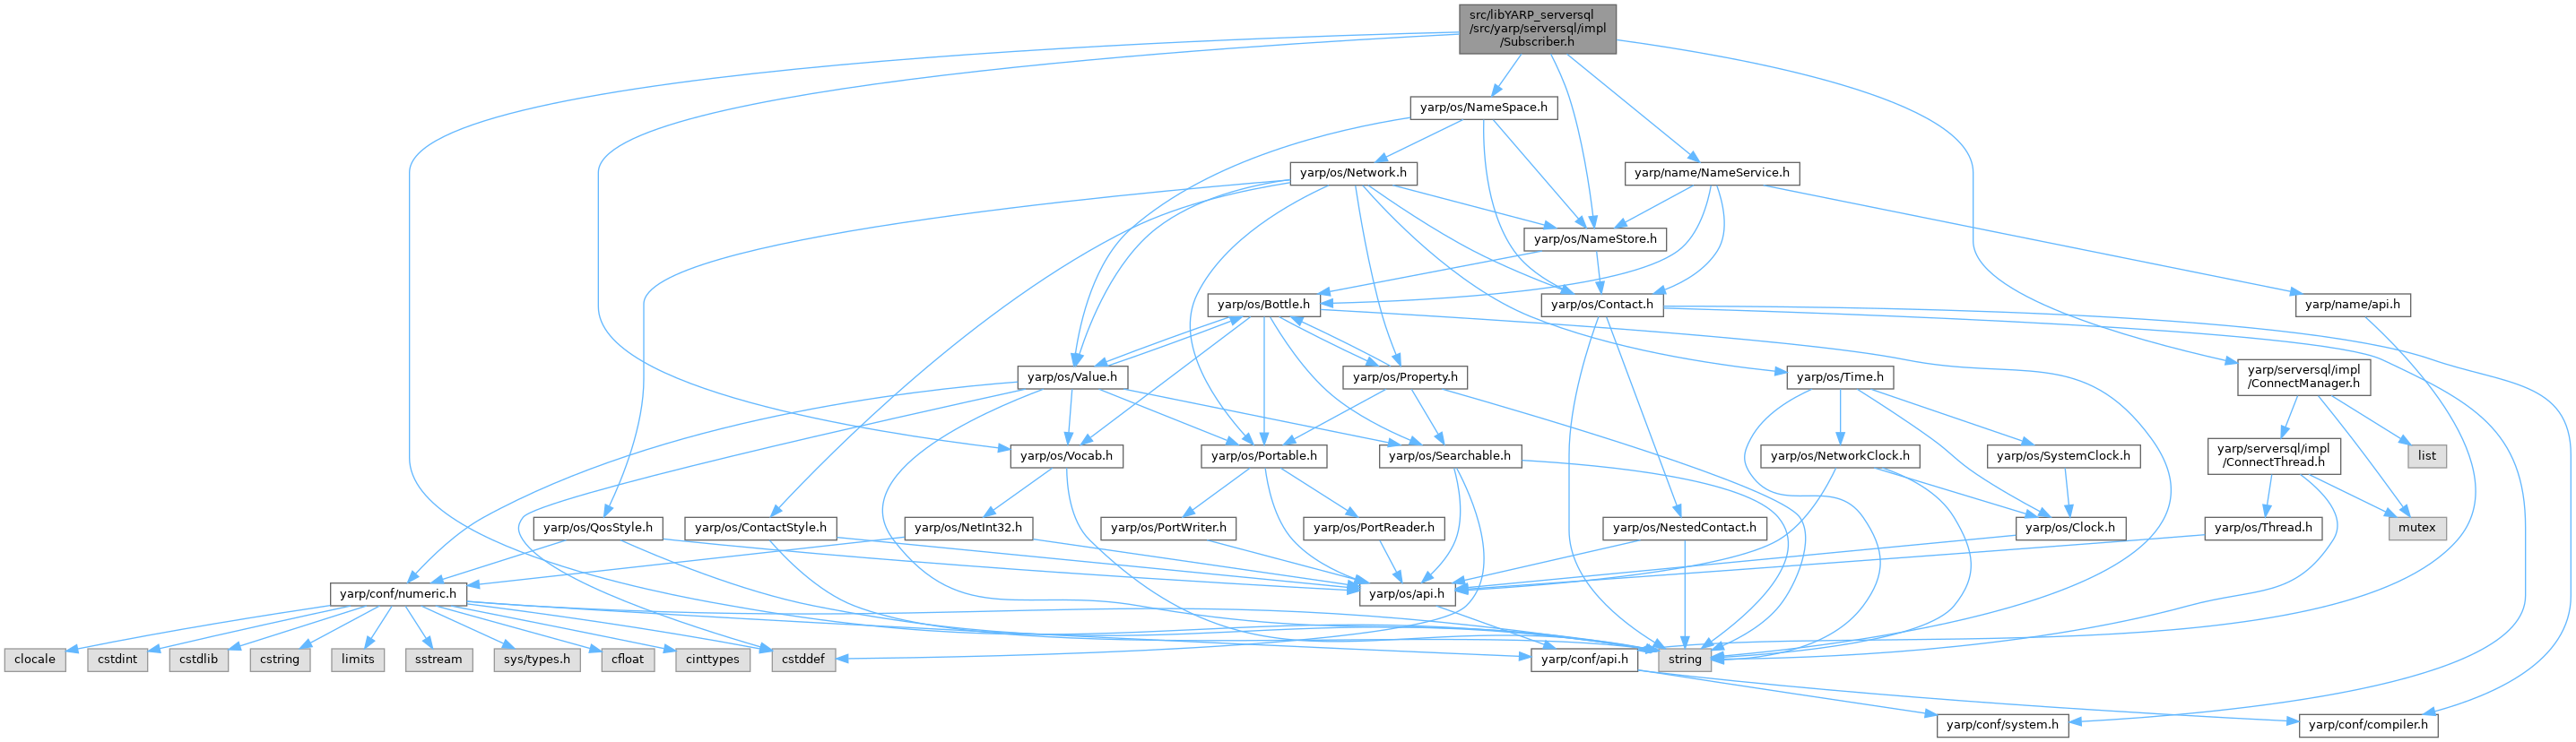 src/libYARP_serversql
/src/yarp/serversql/impl
/Subscriber.h
yarp/os/NameSpace.h
yarp/os/Network.h
yarp/name/NameService.h
yarp/os/NameStore.h
yarp/os/Bottle.h
yarp/os/Contact.h
yarp/name/api.h
yarp/os/Value.h
yarp/os/Property.h
yarp/os/Time.h
yarp/serversql/impl
/ConnectManager.h
yarp/os/Vocab.h
yarp/os/Portable.h
yarp/os/Searchable.h
yarp/os/NetworkClock.h
yarp/os/SystemClock.h
yarp/serversql/impl
/ConnectThread.h
list
yarp/os/QosStyle.h
yarp/os/ContactStyle.h
yarp/os/NetInt32.h
yarp/os/PortWriter.h
yarp/os/PortReader.h
yarp/os/NestedContact.h
yarp/os/Clock.h
yarp/os/Thread.h
mutex
yarp/conf/numeric.h
yarp/os/api.h
clocale
cstdint
cstdlib
cstring
limits
sstream
sys/types.h
cfloat
cinttypes
cstddef
yarp/conf/api.h
string
yarp/conf/system.h
yarp/conf/compiler.h